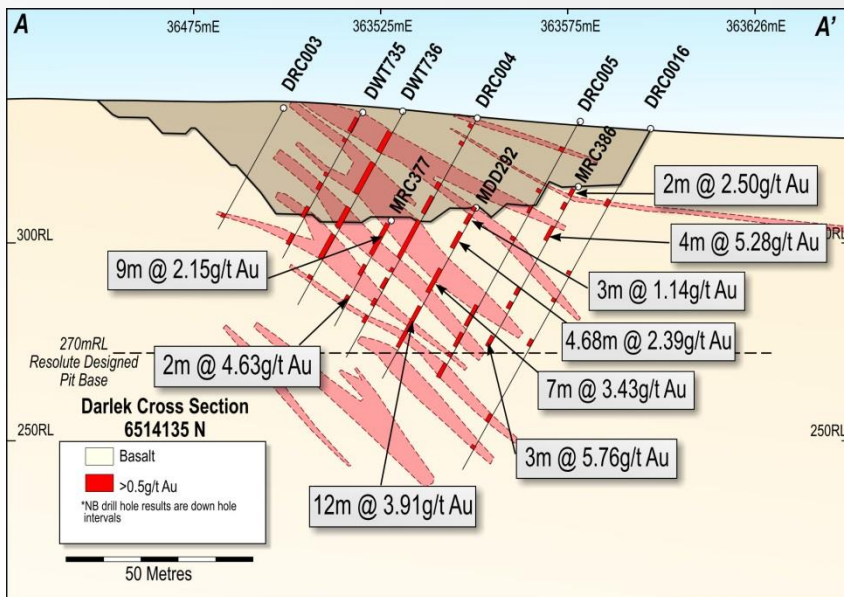 A
A'
36475mE
363525mE
363575mE
363626mE
DRC003
DWT735
DWT736
DRC004
DRC005
DRC0016
MRC377
MDD292
MRC386
2m @ 2.50g/t Au
300RL
00RL
4m @ 5.28g/t Au
9m @ 2.15g/t Au
3m @ 1.14g/t Au
4.68m @ 2.39g/t Au
270mRL
Resolute Designed
Pit Base
2m @ 4.63g/t Au
7m @ 3.43g/t Au
Darlek Cross Section
6514135 N
250RL
250RL
Basalt
>0.5g/t Au
*NB drill hole results are down hole
intervals
3m @ 5.76g/t Au
12m @ 3.91g/t Au
50 Metres